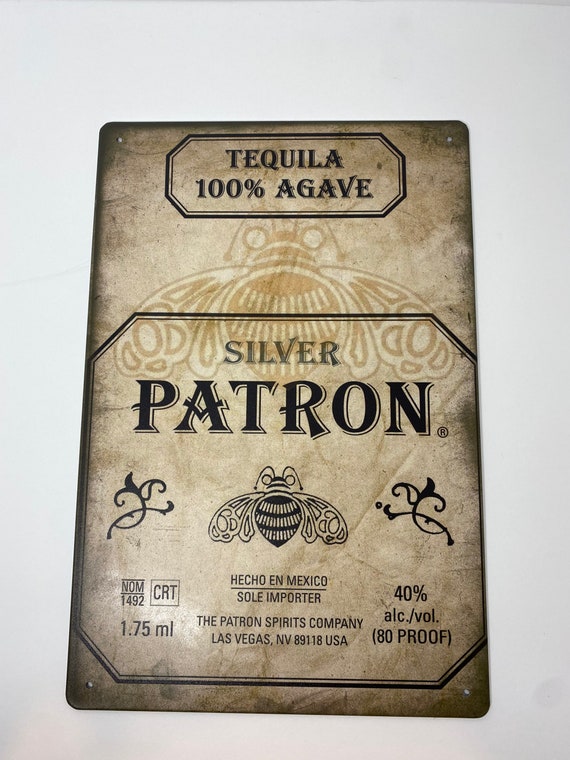 TEQUILA
100% AGAVE
SILVER
PATRON®
NOM
1492
CRT
1.75 ml
HECHO EN MEXICO
SOLE IMPORTER
THE PATRON SPIRITS COMPANY
LAS VEGAS, NV 89118 USA
40%
alc./vol.
(80 PROOF)